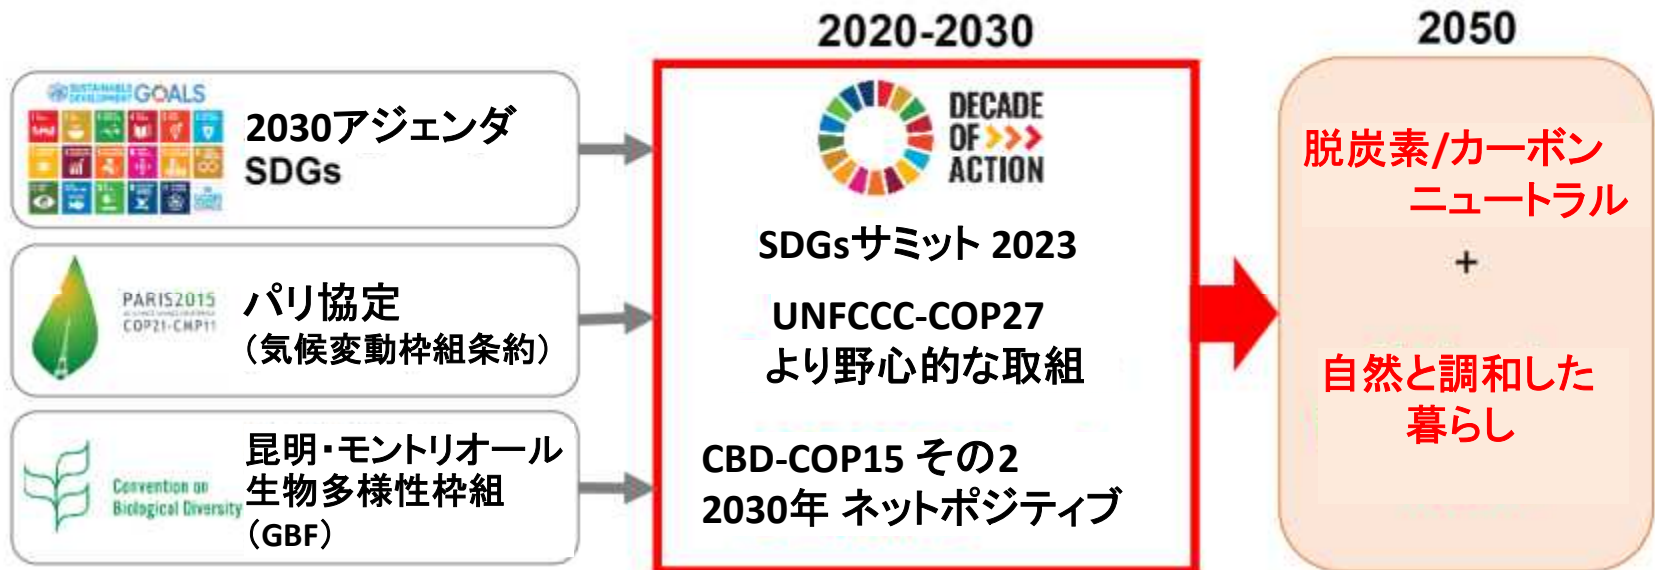 2020-2030
2050
SUSTAINABLE
DEVELOPMENT GOALS
2030アジェンダ
SDGs
DECADE
OF >>>
ACTION
SDGsサミット 2023
脱炭素/カーボン
ニュートラル
PARIS2015
COP21-CMP11
パリ協定
（気候変動枠組条約）
UNFCCC-COP27
より野心的な取組
+
自然と調和した
暮らし
Convention on
Biological Diversity
昆明・モントリオール
生物多様性枠組
（GBF）
CBD-COP15 その2
2030年 ネットポジティブ